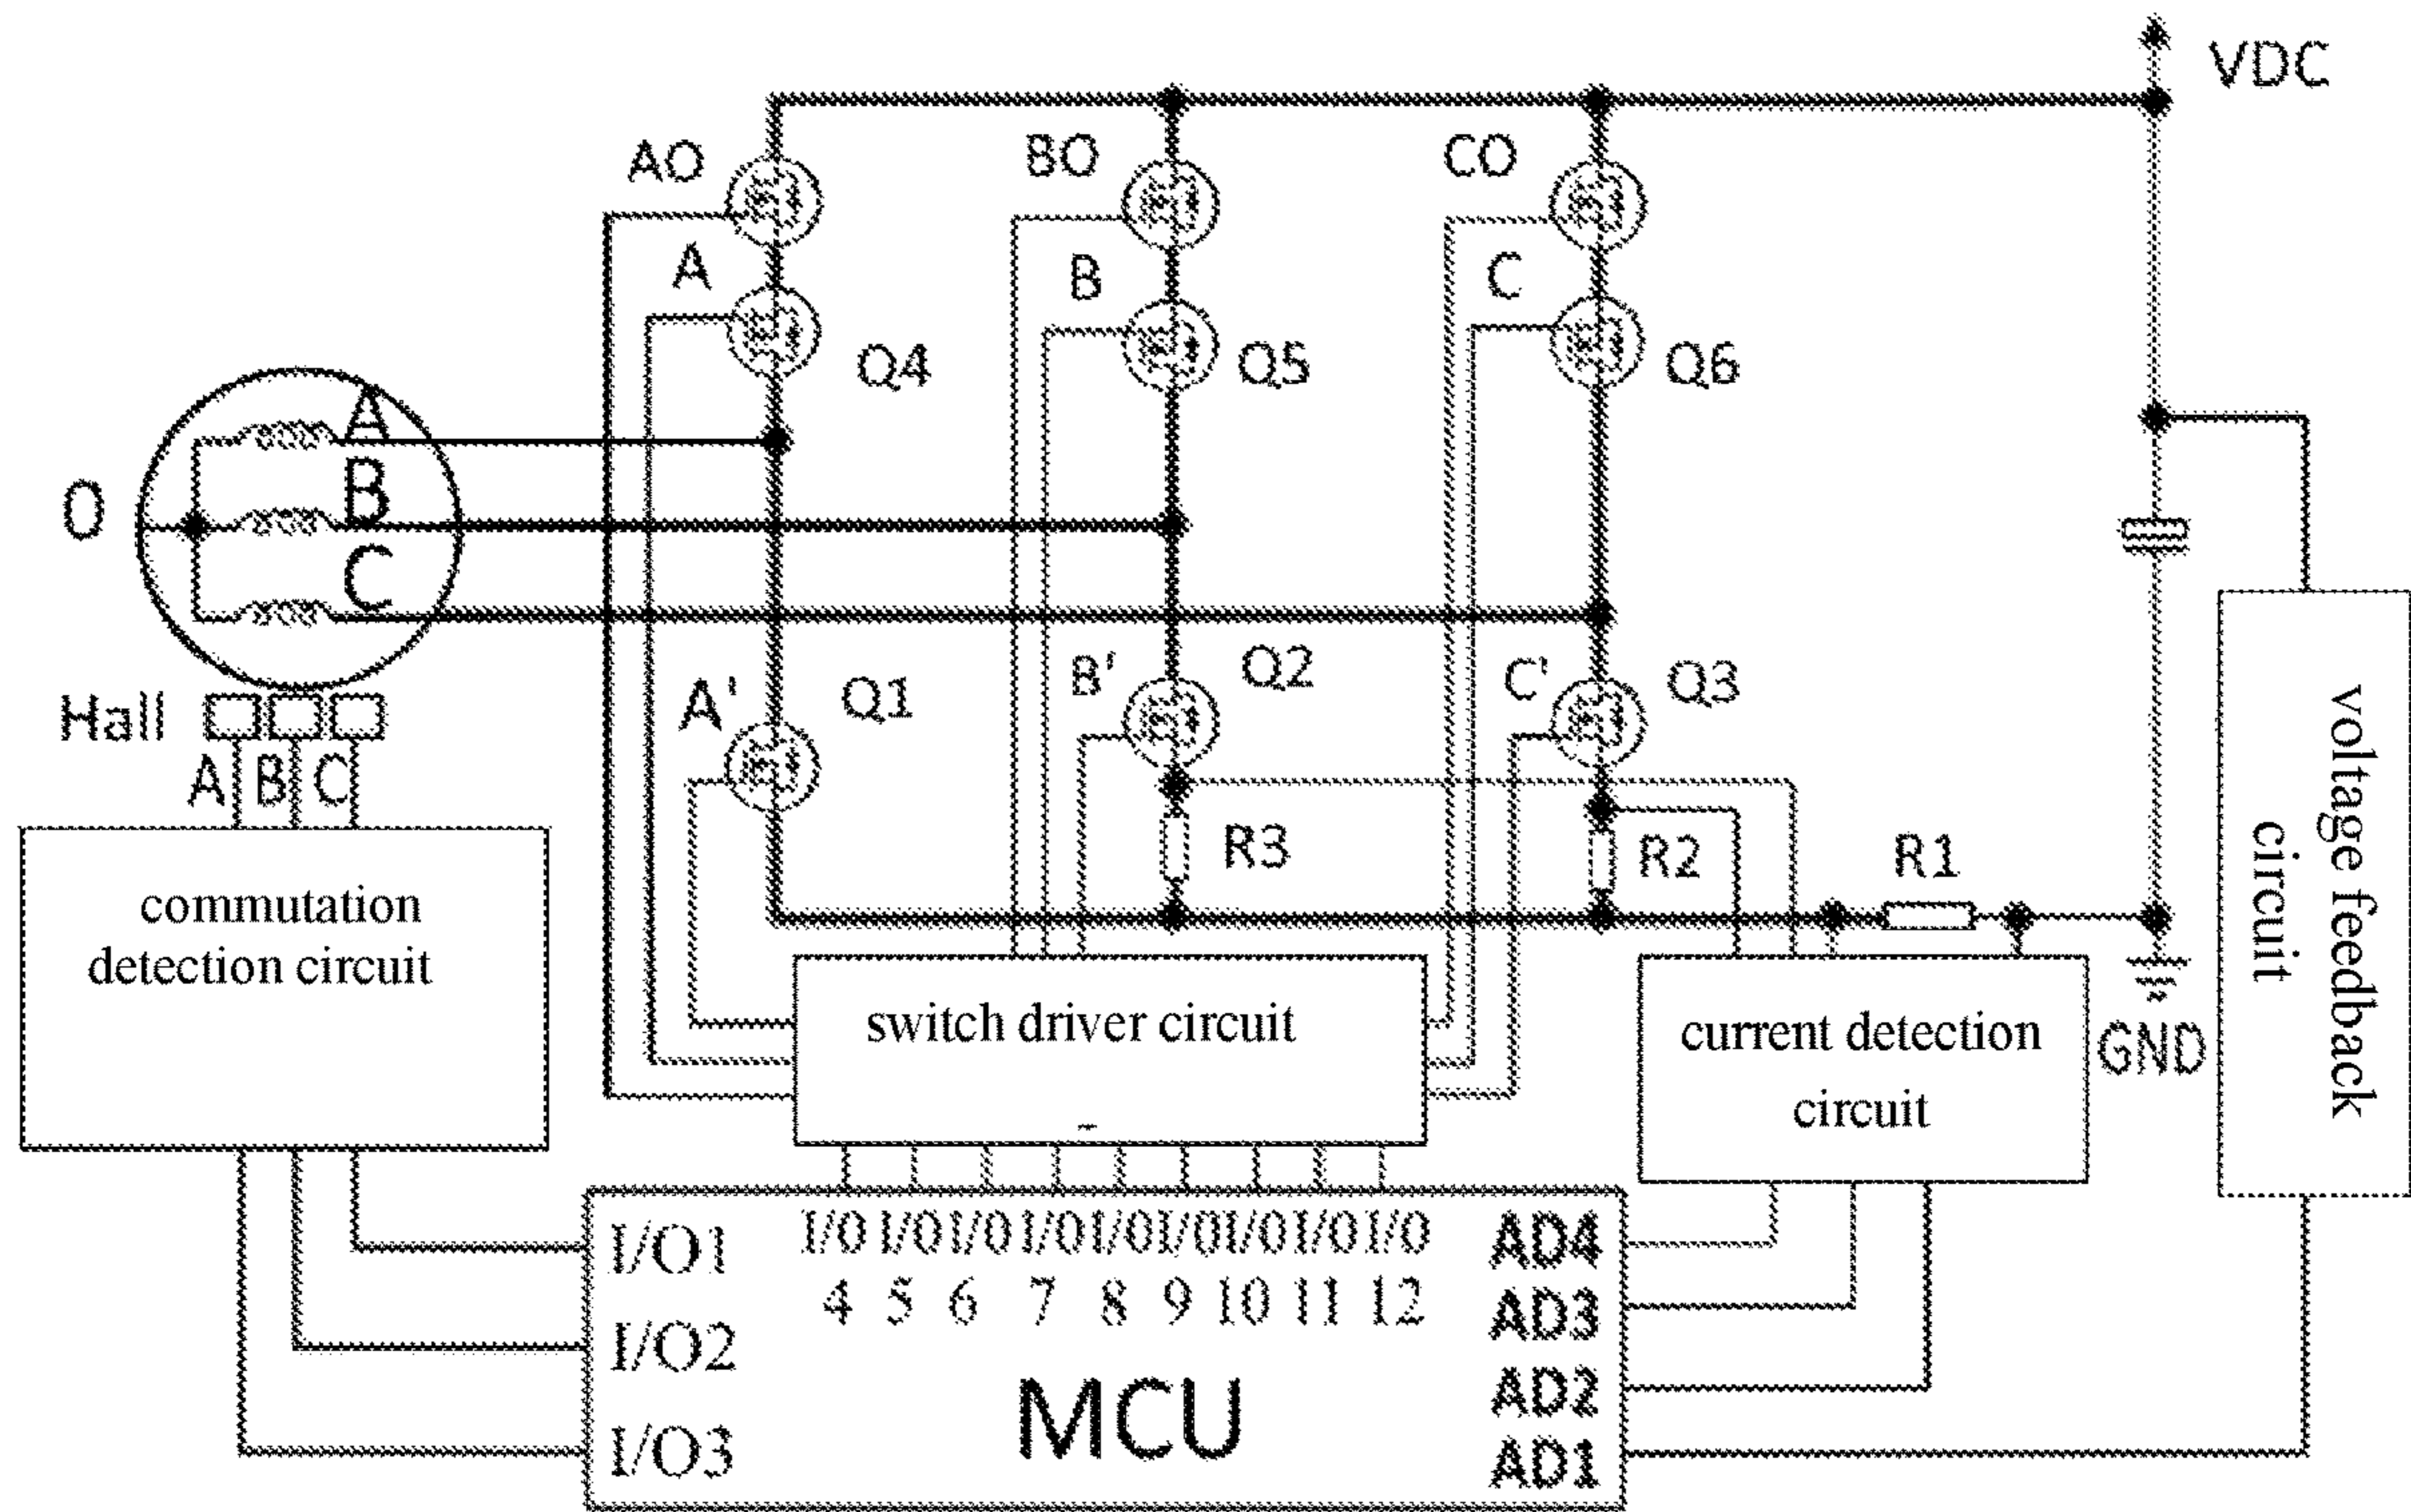 VDC
AO
BO
CO
A
B
C
Q4
Q5
Q6
A
O
B
C
Hall
A'
Q1
B'
Q2
C'
Q3
A
B
C
R3
R2
R1
voltage feedback
circuit
commutation
detection circuit
switch driver circuit
current detection
circuit
GND
I/O1
I/O2
I/O3
I/O I/O I/O I/O I/O I/O I/O I/O I/O
4 5 6 7 8 9 10 11 12
MCU
AD4
AD3
AD2
AD1